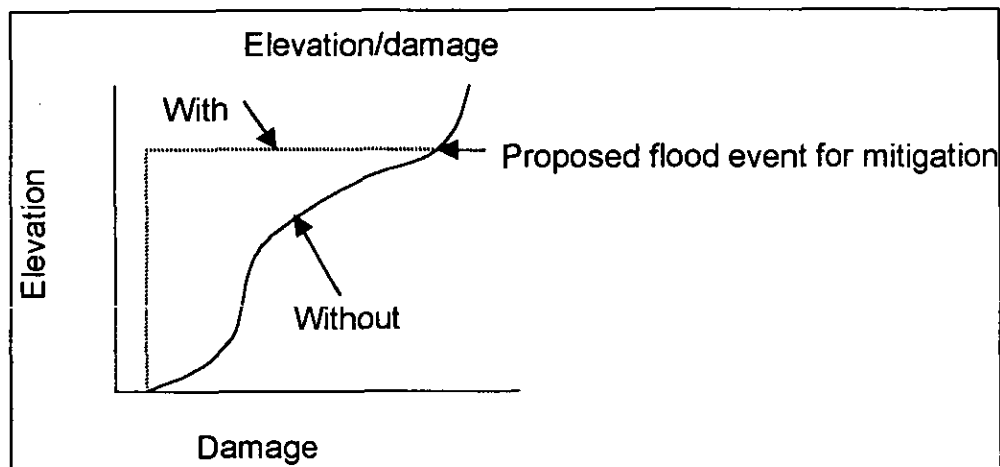 Elevation/damage
With
Proposed flood event for mitigation
Elevation
Without
Damage